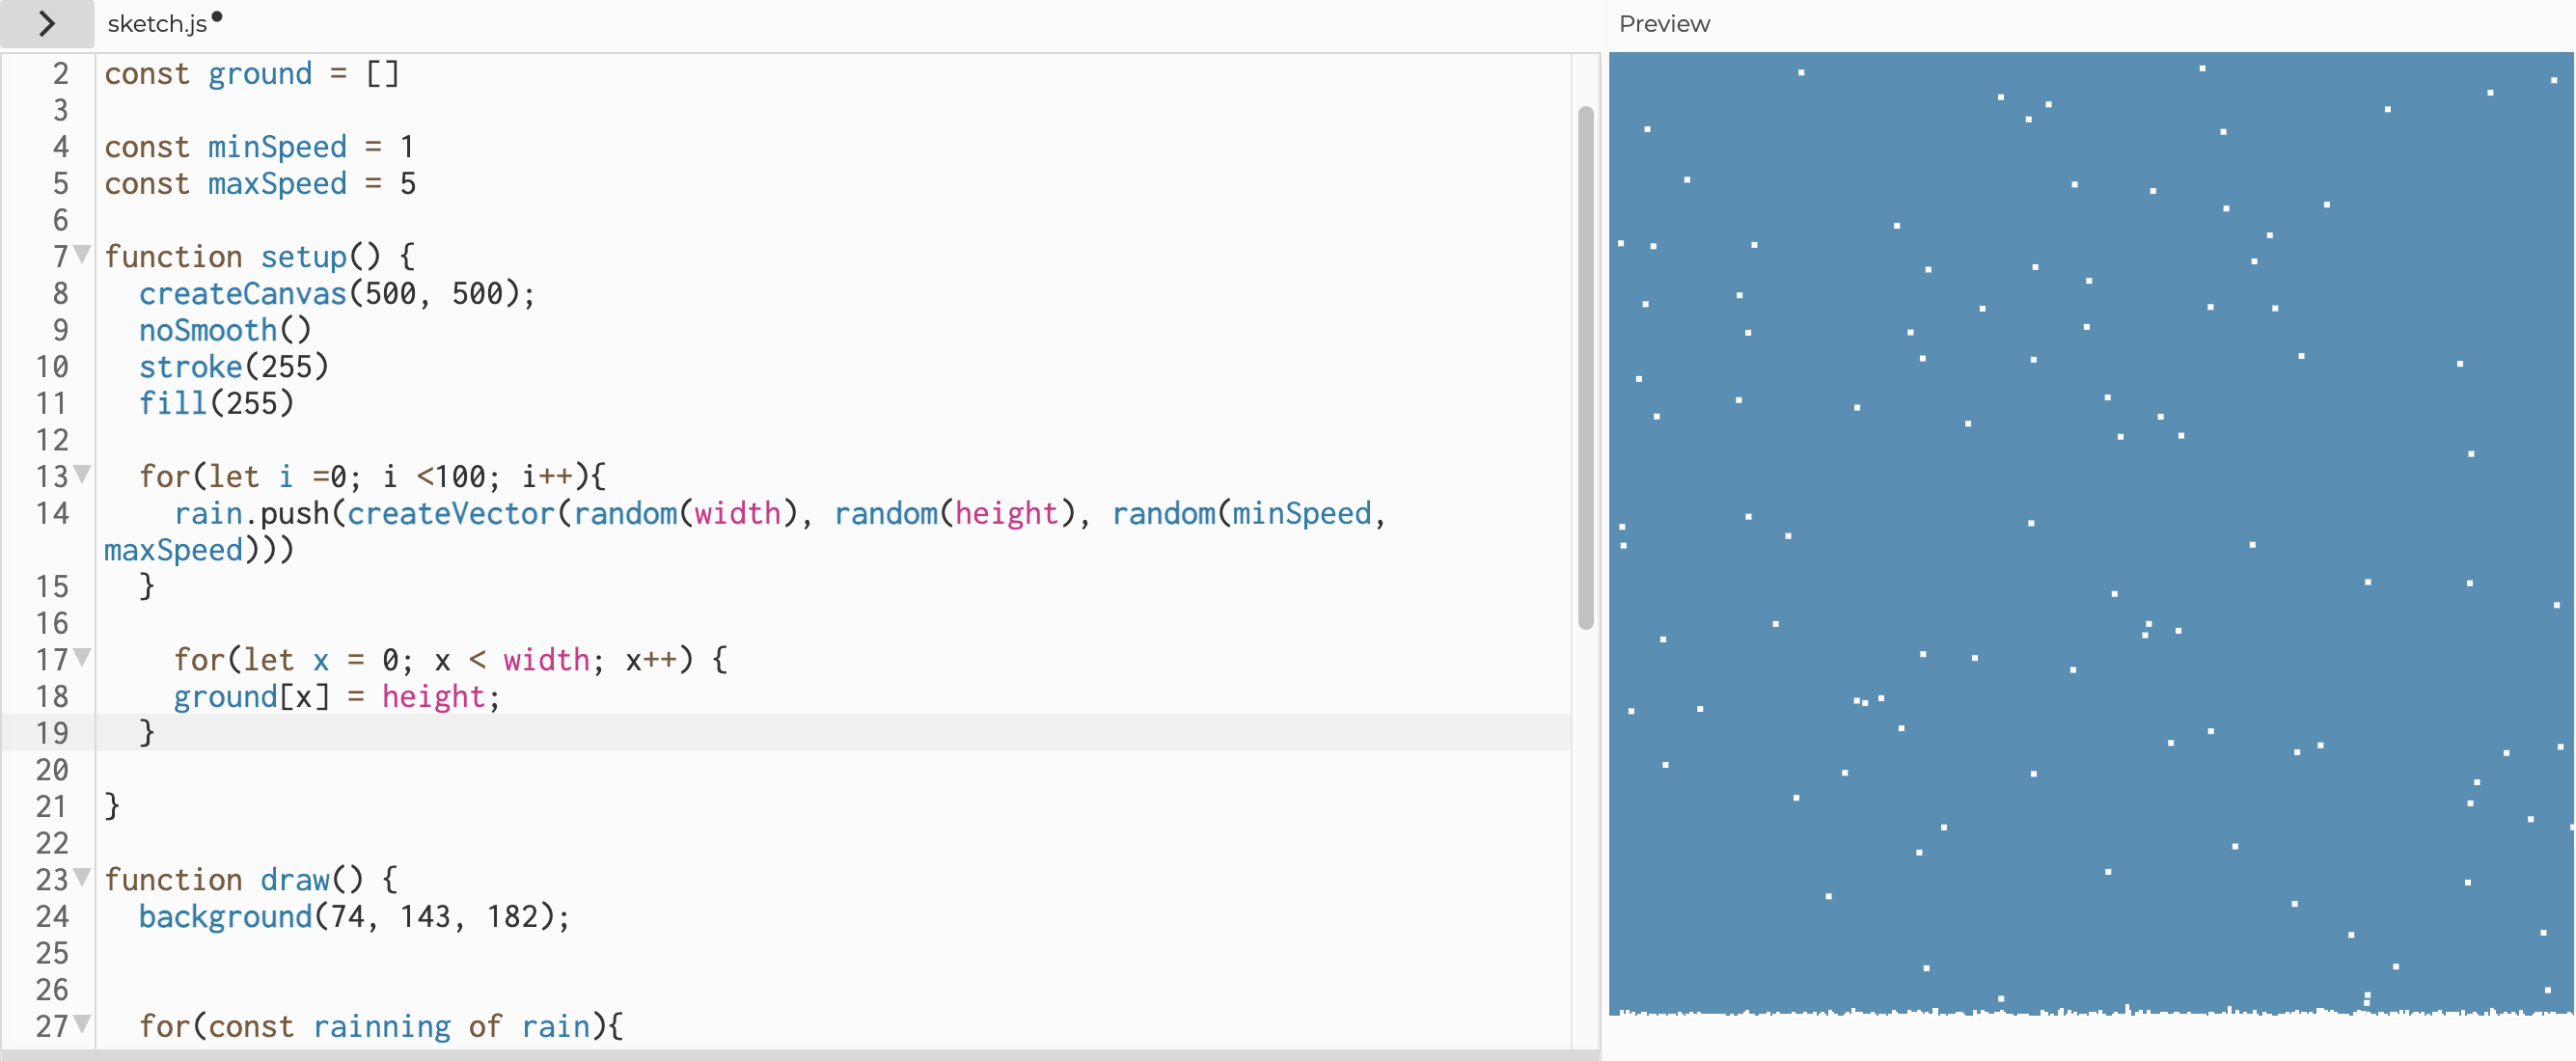 sketch.js
Preview
2 const ground = []
3
4 const minSpeed = 1
5 const maxSpeed = 5
6
7 function setup() {
8 createCanvas(500, 500);
9 noSmooth()
10 stroke(255)
11 fill(255)
12
13 for(let i =0; i <100; i++){
14 rain.push(createVector(random(width), random(height), random(minSpeed,
maxSpeed)))
15 }
16
17 for(let x = 0; x < width; x++) {
18 ground[x] = height;
19 }
20
21 }
22
23 function draw() {
24 background(74, 143, 182);
25
26
27 for(const rainning of rain){